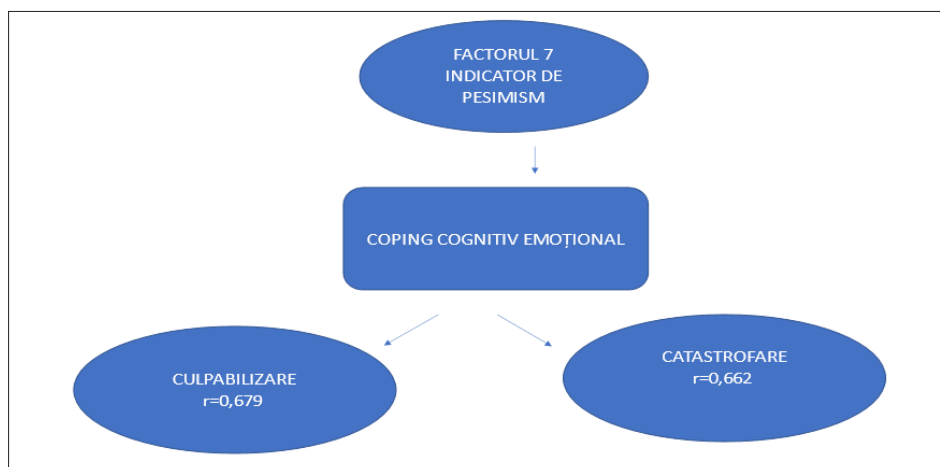 FACTORUL 7
INDICATOR DE
PESIMISM
COPING COGNITIV EMOȚIONAL
CULPABILIZARE
r=0,679
CATASTROFARE
r=0,662